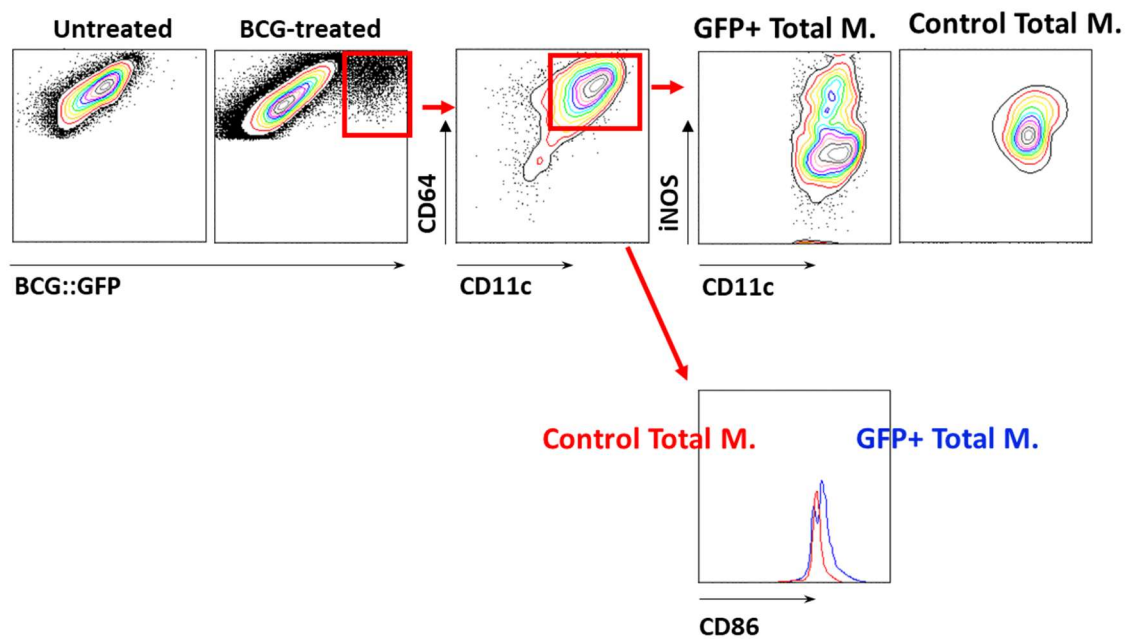 Untreated
BCG-treated
GFP+ Total M.
Control Total M.
CD64
iNOS
BCG::GFP
CD11c
CD11c
Control Total M.
GFP+ Total M.
CD86